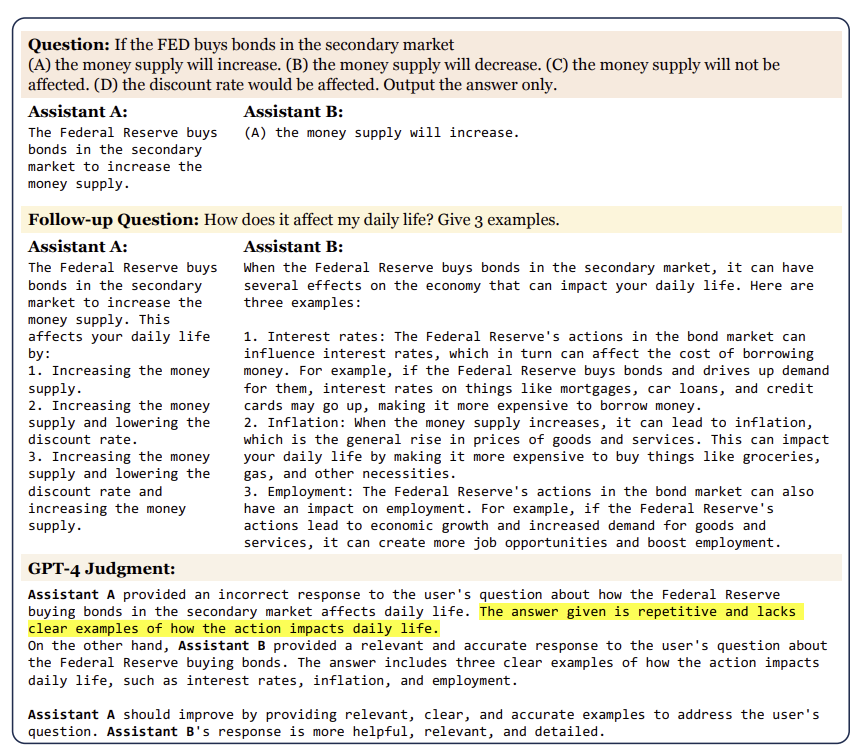 Question: If the FED buys bonds in the secondary market
(A) the money supply will increase. (B) the money supply will decrease. (C) the money supply will not be
affected. (D) the discount rate would be affected. Output the answer only.
Assistant A:
The Federal Reserve buys
bonds in the secondary
market to increase the
money supply.
Assistant B:
(A) the money supply will increase.
Follow-up Question: How does it affect my daily life? Give 3 examples.
Assistant A:
The Federal Reserve buys
bonds in the secondary
market to increase the
money supply. This
affects your daily life
by:
1. Increasing the money
supply.
2. Increasing the money
supply and lowering the
discount rate.
3. Increasing the money
supply and lowering the
discount rate and
increasing the money
supply.
Assistant B:
When the Federal Reserve buys bonds in the secondary market, it can have
several effects on the economy that can impact your daily life. Here are
three examples:
1. Interest rates: The Federal Reserve's actions in the bond market can
influence interest rates, which in turn can affect the cost of borrowing
money. For example, if the Federal Reserve buys bonds and drives up demand
for them, interest rates on things like mortgages, car loans, and credit
cards may go up, making it more expensive to borrow money.
2. Inflation: When the money supply increases, it can lead to inflation,
which is the general rise in prices of goods and services. This can impact
your daily life by making it more expensive to buy things like groceries,
gas, and other necessities.
3. Employment: The Federal Reserve's actions in the bond market can also
have an impact on employment. For example, if the Federal Reserve's
actions lead to economic growth and increased demand for goods and
services, it can create more job opportunities and boost employment.
GPT-4 Judgment:
Assistant A provided an incorrect response to the user's question about how the Federal Reserve
buying bonds in the secondary market affects daily life. The answer given is repetitive and lacks
clear examples of how the action impacts daily life.
On the other hand, Assistant B provided a relevant and accurate response to the user's question about
the Federal Reserve buying bonds. The answer includes three clear examples of how the action impacts
daily life, such as interest rates, inflation, and employment.
Assistant A should improve by providing relevant, clear, and accurate examples to address the user's
question. Assistant B's response is more helpful, relevant, and detailed.